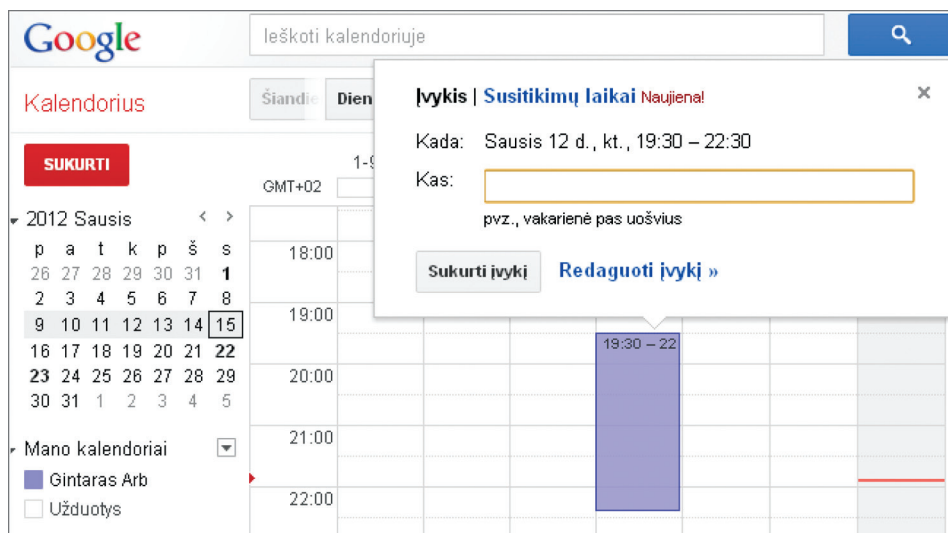 Google
Ieškoti kalendoriuje
Kalendorius
Šiandie
Dien
Įvykis | Susitikimų laikai Naujiena!
Kada: Sausis 12 d., kt., 19:30 – 22:30
Kas:
pvz., vakarienė pas uošvius
Sukurti įvykį
Redaguoti įvykį »
SUKURTI
1-9
GMT+02
2012 Sausis < >
p a t k p š s
26 27 28 29 30 31 1
2 3 4 5 6 7 8
9 10 11 12 13 14 15
16 17 18 19 20 21 22
23 24 25 26 27 28 29
30 31 1 2 3 4 5
18:00
19:00
19:30 – 22
20:00
21:00
22:00
Mano kalendoriai
Gintaras Arb
Užduotys